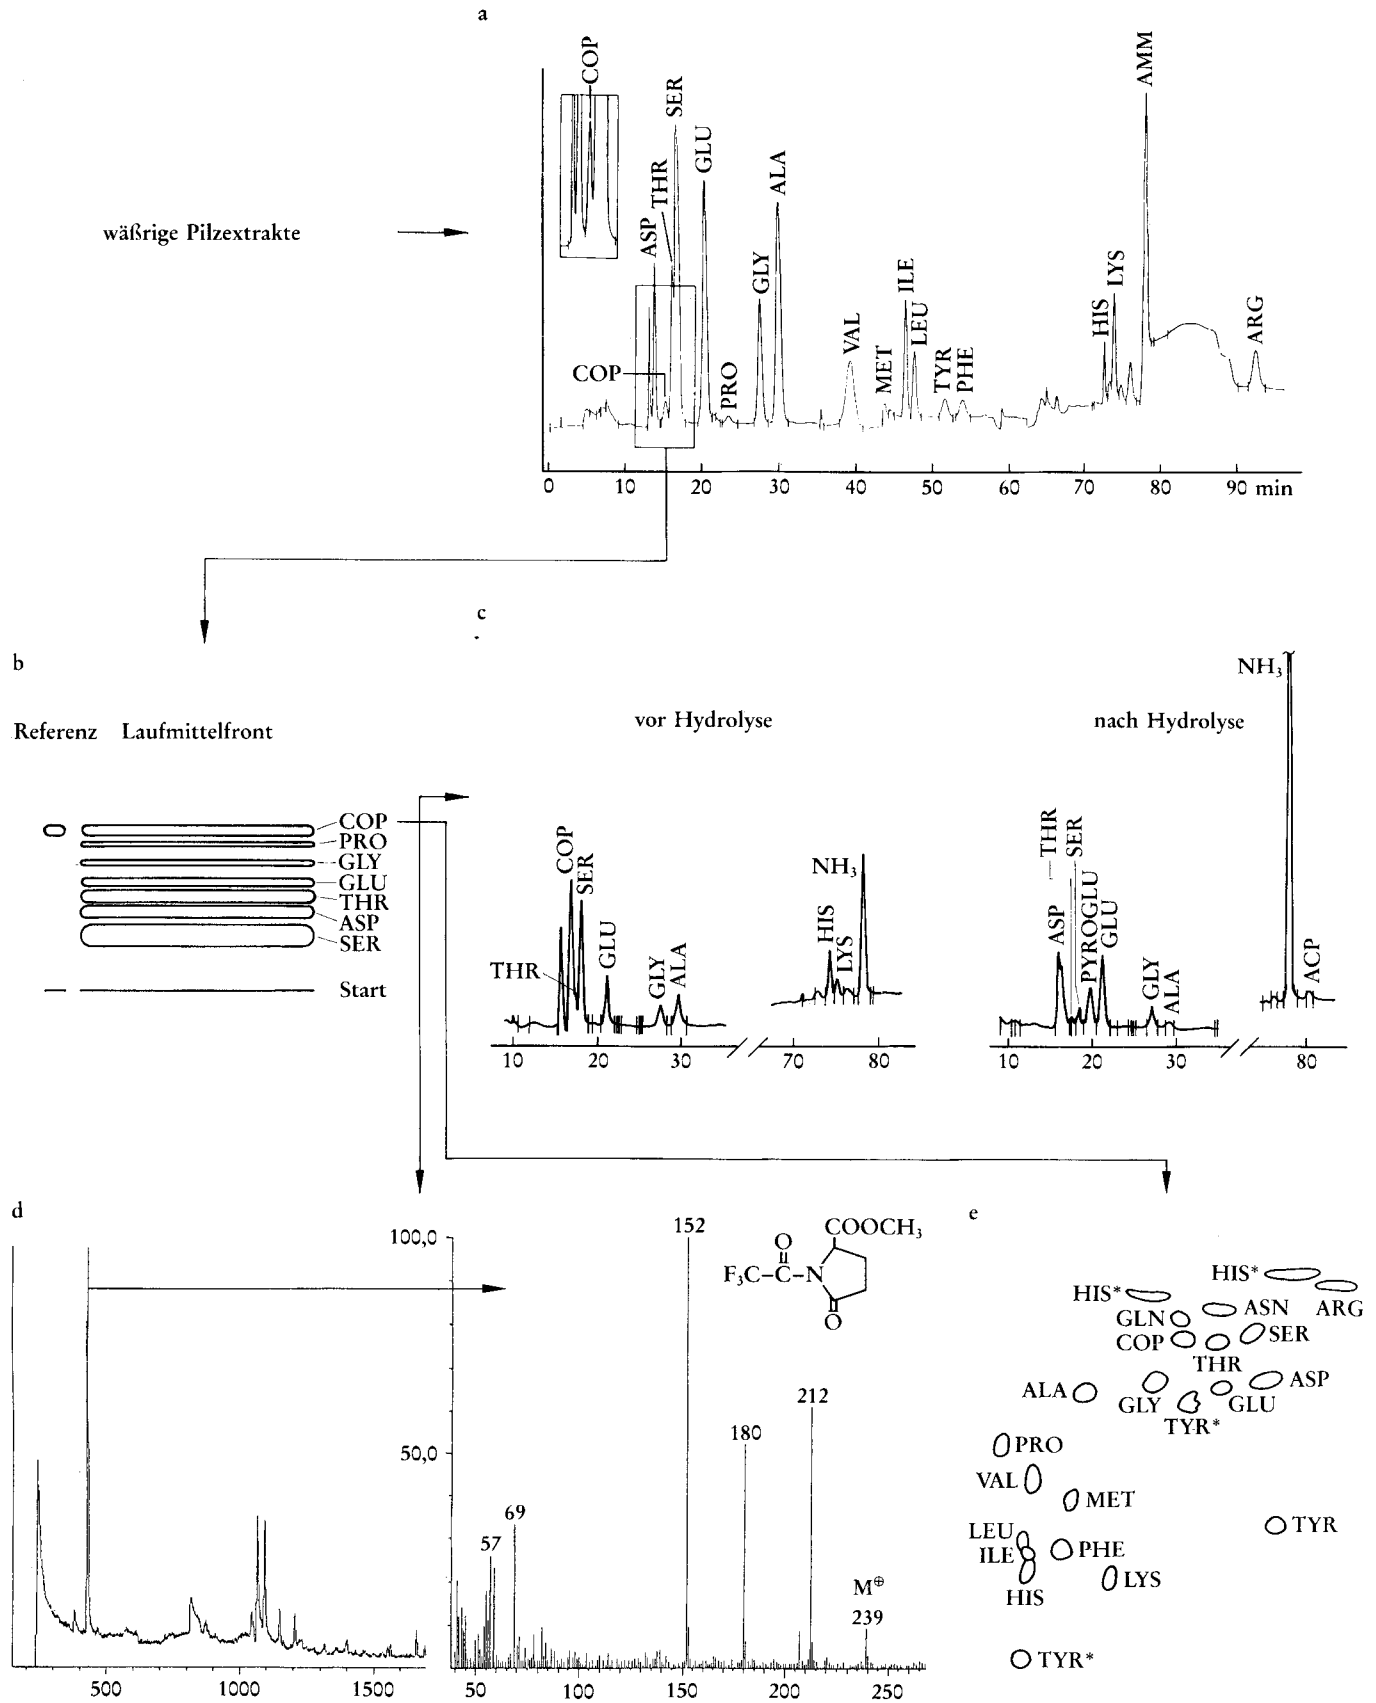 a
COP
SER
GLU
ALA
AMM
THR
ASP
GLY
VAL
MET
ILE
LEU
TYR
PHE
PRO
HIS
LYS
ARG
COP
wäßrige Pilzextrakte
0 10 20 30 40 50 60 70 80 90 min
b
Referenz Laufmittelfront
COP
PRO
GLY
GLU
THR
ASP
SER
Start
c
vor Hydrolyse
COP
SER
THR
GLU
GLY
ALA
HIS
LYS
NH₃
10 20 30 70 80
nach Hydrolyse
NH₃
THR
SER
ASP
PYROGLU
GLU
GLY
ALA
ACP
10 20 30 80
d
100,0
50,0
152
O
COOCH₃
F₃C–C–N
O
212
180
69
57
M⊕
239
500 1000 1500
50 100 150 200 250
e
HIS*
HIS*
ARG
GLN
ASN
COP
SER
THR
ALA
GLY
GLU
ASP
TYR*
PRO
VAL
MET
TYR
LEU
ILE
PHE
HIS
LYS
TYR*